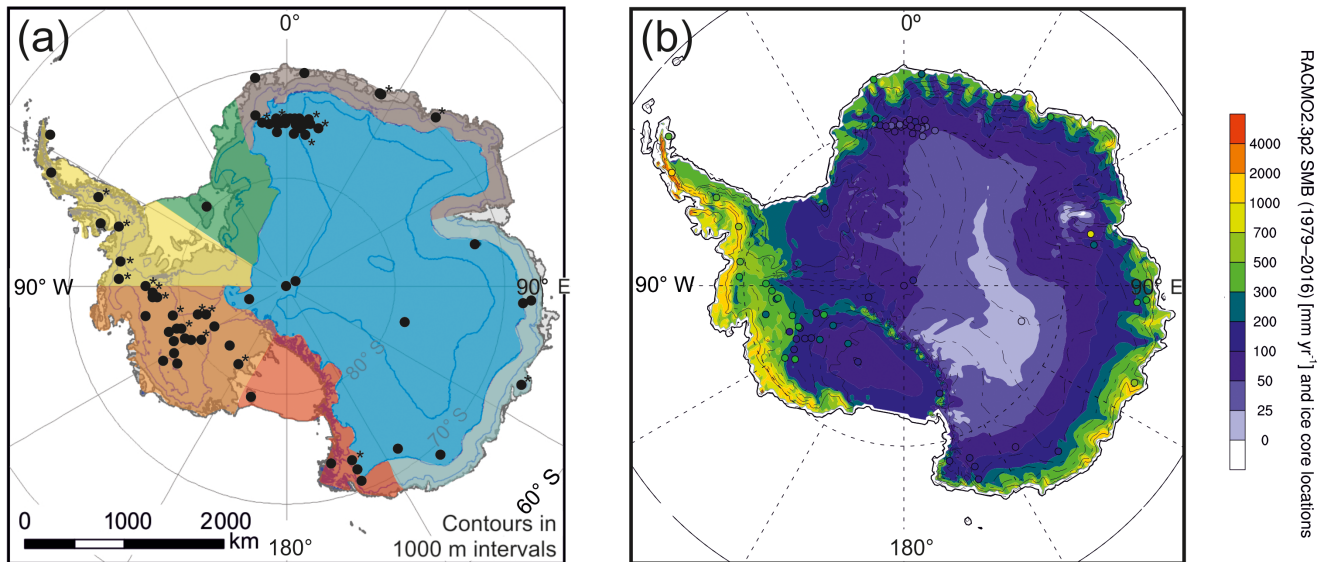 (a)
0°
90° W
90° E
80° S
70° S
60° S
0 1000 2000
km
Contours in
1000 m intervals
180°
(b)
0°
90° W
90° E
180°
4000
2000
1000
700
500
300
200
100
50
25
0
RACMO2.3p2 SMB (1979–2016) [mm yr⁻¹] and ice core locations